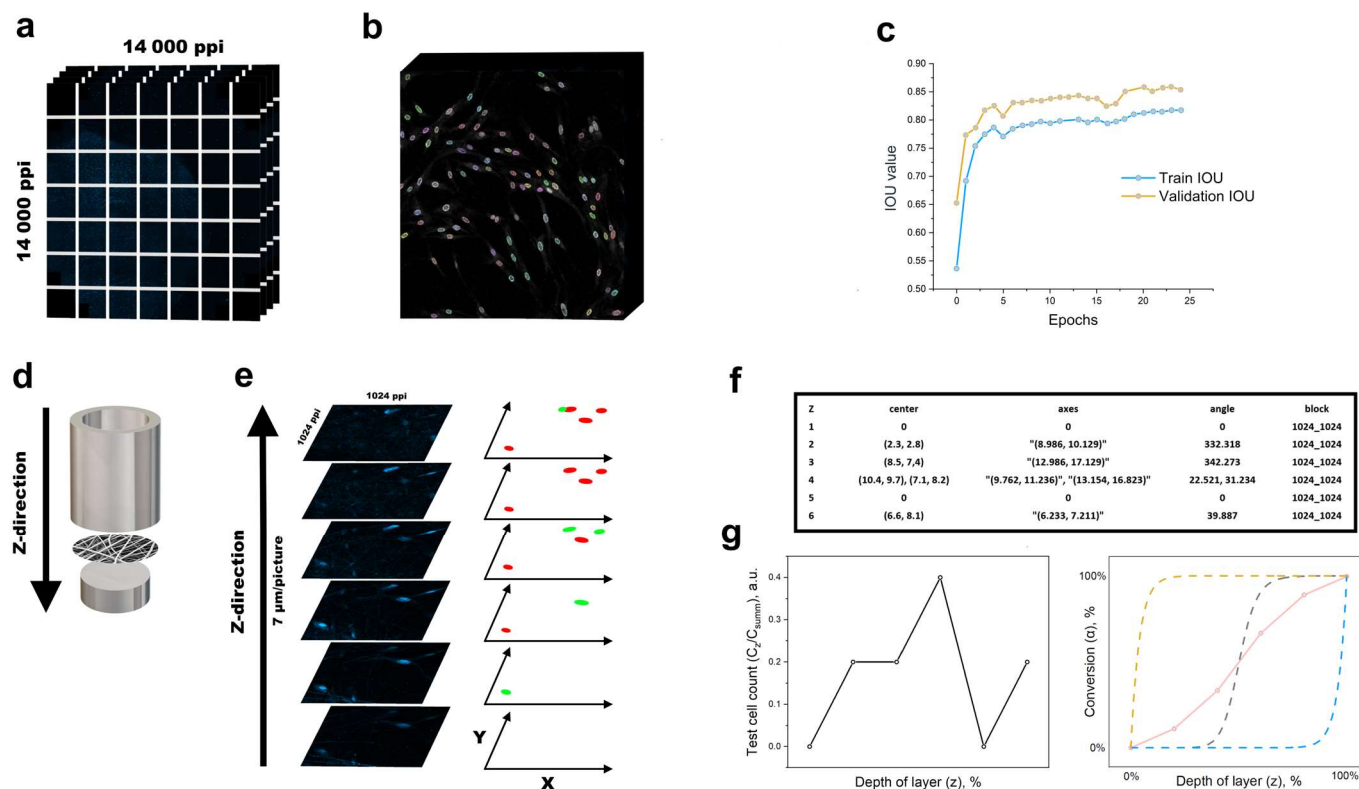 a
14 000 ppi
14 000 ppi
b
c
0.90
0.85
0.80
0.75
0.70
0.65
0.60
0.55
0.50
IOU value
Train IOU
Validation IOU
0 5 10 15 20 25
Epochs
d
Z-direction
e
1024 ppi
1024 ppi
Z-direction
7 µm/picture
Y
X
f
Z center axes angle block
1 0 0 0 1024_1024
2 (2.3, 2.8) "(8.986, 10.129)" 332.318 1024_1024
3 (8.5, 7,4) "(12.986, 17.129)" 342.273 1024_1024
4 (10.4, 9.7), (7.1, 8.2) "(9.762, 11.236)", "(13.154, 16.823)" 22.521, 31.234 1024_1024
5 0 0 0 1024_1024
6 (6.6, 8.1) "(6.233, 7.211)" 39.887 1024_1024
g
0.4
0.3
0.2
0.1
0.0
Test cell count (Cz/Csumm), a.u.
Depth of layer (z), %
100%
0%
Conversion (α), %
0% 100%
Depth of layer (z), %